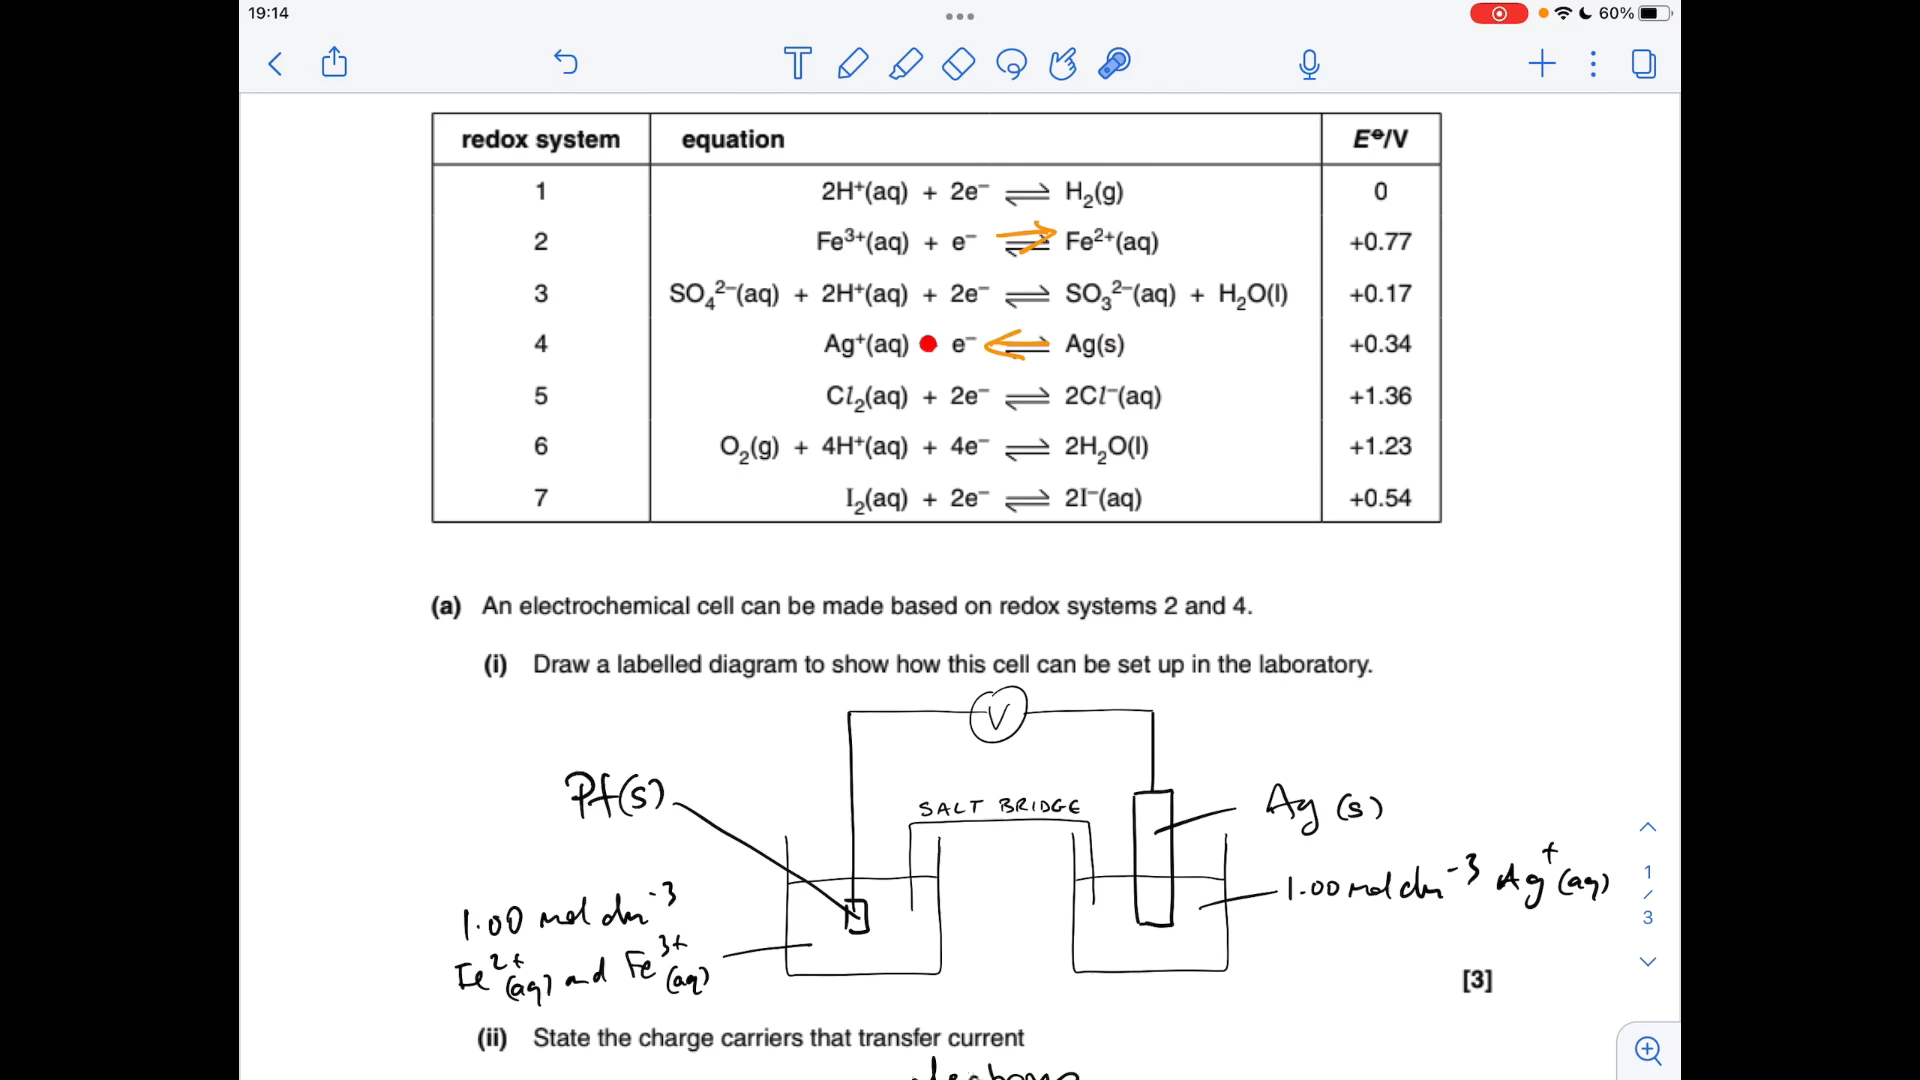 19:14
60%
redox system equation E⦵/V
1 2H⁺(aq) + 2e⁻ ⇌ H₂(g) 0
2 Fe³⁺(aq) + e⁻ ⇌ Fe²⁺(aq) +0.77
3 SO₄²⁻(aq) + 2H⁺(aq) + 2e⁻ ⇌ SO₃²⁻(aq) + H₂O(l) +0.17
4 Ag⁺(aq) e⁻ ⇌ Ag(s) +0.34
5 Cl₂(aq) + 2e⁻ ⇌ 2Cl⁻(aq) +1.36
6 O₂(g) + 4H⁺(aq) + 4e⁻ ⇌ 2H₂O(l) +1.23
7 I₂(aq) + 2e⁻ ⇌ 2I⁻(aq) +0.54
(a) An electrochemical cell can be made based on redox systems 2 and 4.
(i) Draw a labelled diagram to show how this cell can be set up in the laboratory.
V
Pt(s)
SALT BRIDGE
Ag (s)
1.00 mol dm⁻³ Ag⁺(aq)
1.00 mol dm⁻³
Fe²⁺(aq) and Fe³⁺(aq)
1
/
3
[3]
(ii) State the charge carriers that transfer current
electrons